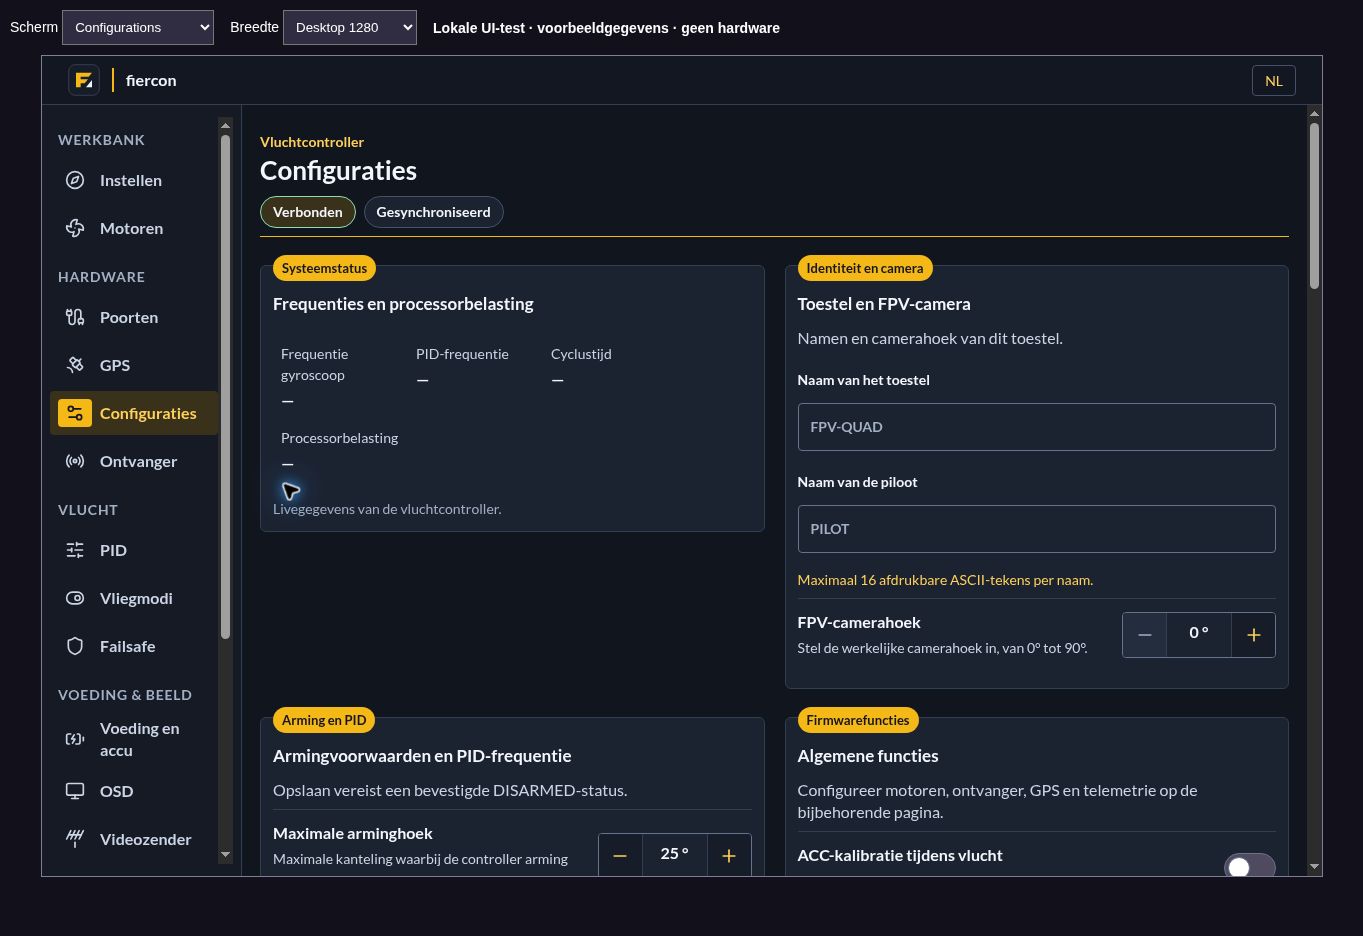 Scherm Configurations Breedte Desktop 1280 Lokale UI-test · voorbeeldgegevens · geen hardware
fiercon
NL
WERKBANK
Instellen
Motoren
HARDWARE
Poorten
GPS
Configuraties
Ontvanger
VLUCHT
PID
Vliegmodi
Failsafe
VOEDING & BEELD
Voeding en
accu
OSD
Videozender
Vluchtcontroller
Configuraties
Verbonden
Gesynchroniseerd
Systeemstatus
Frequenties en processorbelasting
Frequentie
gyroscoop
—
PID-frequentie
—
Cyclustijd
—
Processorbelasting
—
Livegegevens van de vluchtcontroller.
Identiteit en camera
Toestel en FPV-camera
Namen en camerahoek van dit toestel.
Naam van het toestel
FPV-QUAD
Naam van de piloot
PILOT
Maximaal 16 afdrukbare ASCII-tekens per naam.
FPV-camerahoek
Stel de werkelijke camerahoek in, van 0° tot 90°.
− 0 ° +
Arming en PID
Armingvoorwaarden en PID-frequentie
Opslaan vereist een bevestigde DISARMED-status.
Maximale arminghoek
Maximale kanteling waarbij de controller arming
− 25 ° +
Firmwarefuncties
Algemene functies
Configureer motoren, ontvanger, GPS en telemetrie op de
bijbehorende pagina.
ACC-kalibratie tijdens vlucht